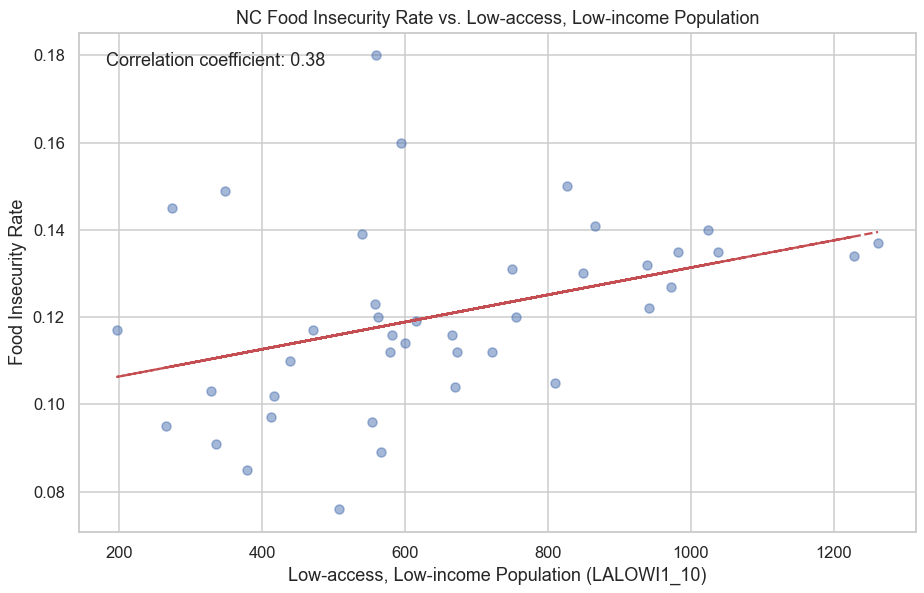 NC Food Insecurity Rate vs. Low-access, Low-income Population
Correlation coefficient: 0.38
Food Insecurity Rate
0.18
0.16
0.14
0.12
0.10
0.08
200 400 600 800 1000 1200
Low-access, Low-income Population (LALOWI1_10)